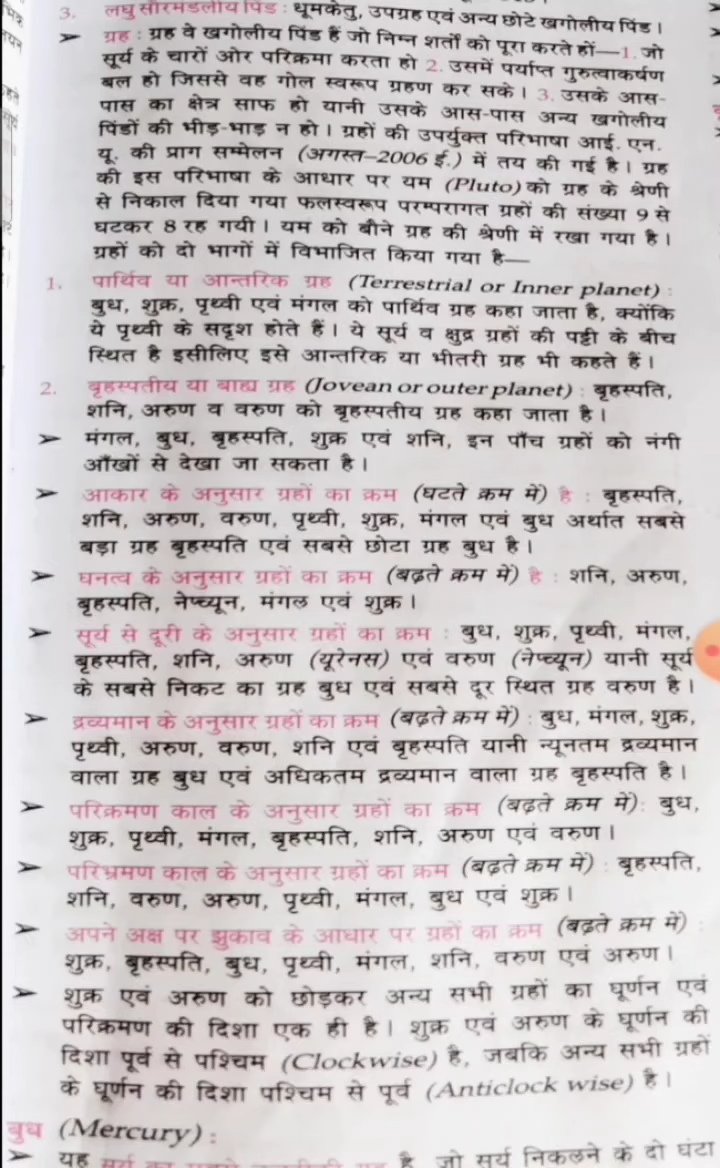 3. लघु सौरमंडलीय पिंड : धूमकेतु, उपग्रह एवं अन्य छोटे खगोलीय पिंड।
➤ ग्रह : ग्रह वे खगोलीय पिंड हैं जो निम्न शर्तों को पूरा करते हों—1. जो
सूर्य के चारों ओर परिक्रमा करता हो 2. उसमें पर्याप्त गुरुत्वाकर्षण
बल हो जिससे वह गोल स्वरूप ग्रहण कर सके। 3. उसके आस-
पास का क्षेत्र साफ हो यानी उसके आस-पास अन्य खगोलीय
पिंडों की भीड़-भाड़ न हो। ग्रहों की उपर्युक्त परिभाषा आई. एन.
यू. की प्राग सम्मेलन (अगस्त–2006 ई.) में तय की गई है। ग्रह
की इस परिभाषा के आधार पर यम (Pluto) को ग्रह के श्रेणी
से निकाल दिया गया फलस्वरूप परम्परागत ग्रहों की संख्या 9 से
घटकर 8 रह गयी। यम को बौने ग्रह की श्रेणी में रखा गया है।
ग्रहों को दो भागों में विभाजित किया गया है—
1. पार्थिव या आन्तरिक ग्रह (Terrestrial or Inner planet) :
बुध, शुक्र, पृथ्वी एवं मंगल को पार्थिव ग्रह कहा जाता है, क्योंकि
ये पृथ्वी के सदृश होते हैं। ये सूर्य व क्षुद्र ग्रहों की पट्टी के बीच
स्थित है इसीलिए इसे आन्तरिक या भीतरी ग्रह भी कहते हैं।
2. बृहस्पतीय या बाह्य ग्रह (Jovean or outer planet) : बृहस्पति,
शनि, अरुण व वरुण को बृहस्पतीय ग्रह कहा जाता है।
➤ मंगल, बुध, बृहस्पति, शुक्र एवं शनि, इन पाँच ग्रहों को नंगी
आँखों से देखा जा सकता है।
➤ आकार के अनुसार ग्रहों का क्रम (घटते क्रम में) है : बृहस्पति,
शनि, अरुण, वरुण, पृथ्वी, शुक्र, मंगल एवं बुध अर्थात सबसे
बड़ा ग्रह बृहस्पति एवं सबसे छोटा ग्रह बुध है।
➤ घनत्व के अनुसार ग्रहों का क्रम (बढ़ते क्रम में) है : शनि, अरुण,
बृहस्पति, नेप्च्यून, मंगल एवं शुक्र।
➤ सूर्य से दूरी के अनुसार ग्रहों का क्रम : बुध, शुक्र, पृथ्वी, मंगल,
बृहस्पति, शनि, अरुण (यूरेनस) एवं वरुण (नेप्च्यून) यानी सूर्य
के सबसे निकट का ग्रह बुध एवं सबसे दूर स्थित ग्रह वरुण है।
➤ द्रव्यमान के अनुसार ग्रहों का क्रम (बढ़ते क्रम में) : बुध, मंगल, शुक्र,
पृथ्वी, अरुण, वरुण, शनि एवं बृहस्पति यानी न्यूनतम द्रव्यमान
वाला ग्रह बुध एवं अधिकतम द्रव्यमान वाला ग्रह बृहस्पति है।
➤ परिक्रमण काल के अनुसार ग्रहों का क्रम (बढ़ते क्रम में): बुध,
शुक्र, पृथ्वी, मंगल, बृहस्पति, शनि, अरुण एवं वरुण।
➤ परिभ्रमण काल के अनुसार ग्रहों का क्रम (बढ़ते क्रम में) : बृहस्पति,
शनि, वरुण, अरुण, पृथ्वी, मंगल, बुध एवं शुक्र।
➤ अपने अक्ष पर झुकाव के आधार पर ग्रहों का क्रम (बढ़ते क्रम में) :
शुक्र, बृहस्पति, बुध, पृथ्वी, मंगल, शनि, वरुण एवं अरुण।
➤ शुक्र एवं अरुण को छोड़कर अन्य सभी ग्रहों का घूर्णन एवं
परिक्रमण की दिशा एक ही है। शुक्र एवं अरुण के घूर्णन की
दिशा पूर्व से पश्चिम (Clockwise) है, जबकि अन्य सभी ग्रहों
के घूर्णन की दिशा पश्चिम से पूर्व (Anticlock wise) है।
बुध (Mercury) :
➤ यह है, जो सूर्य निकलने के दो घंटा